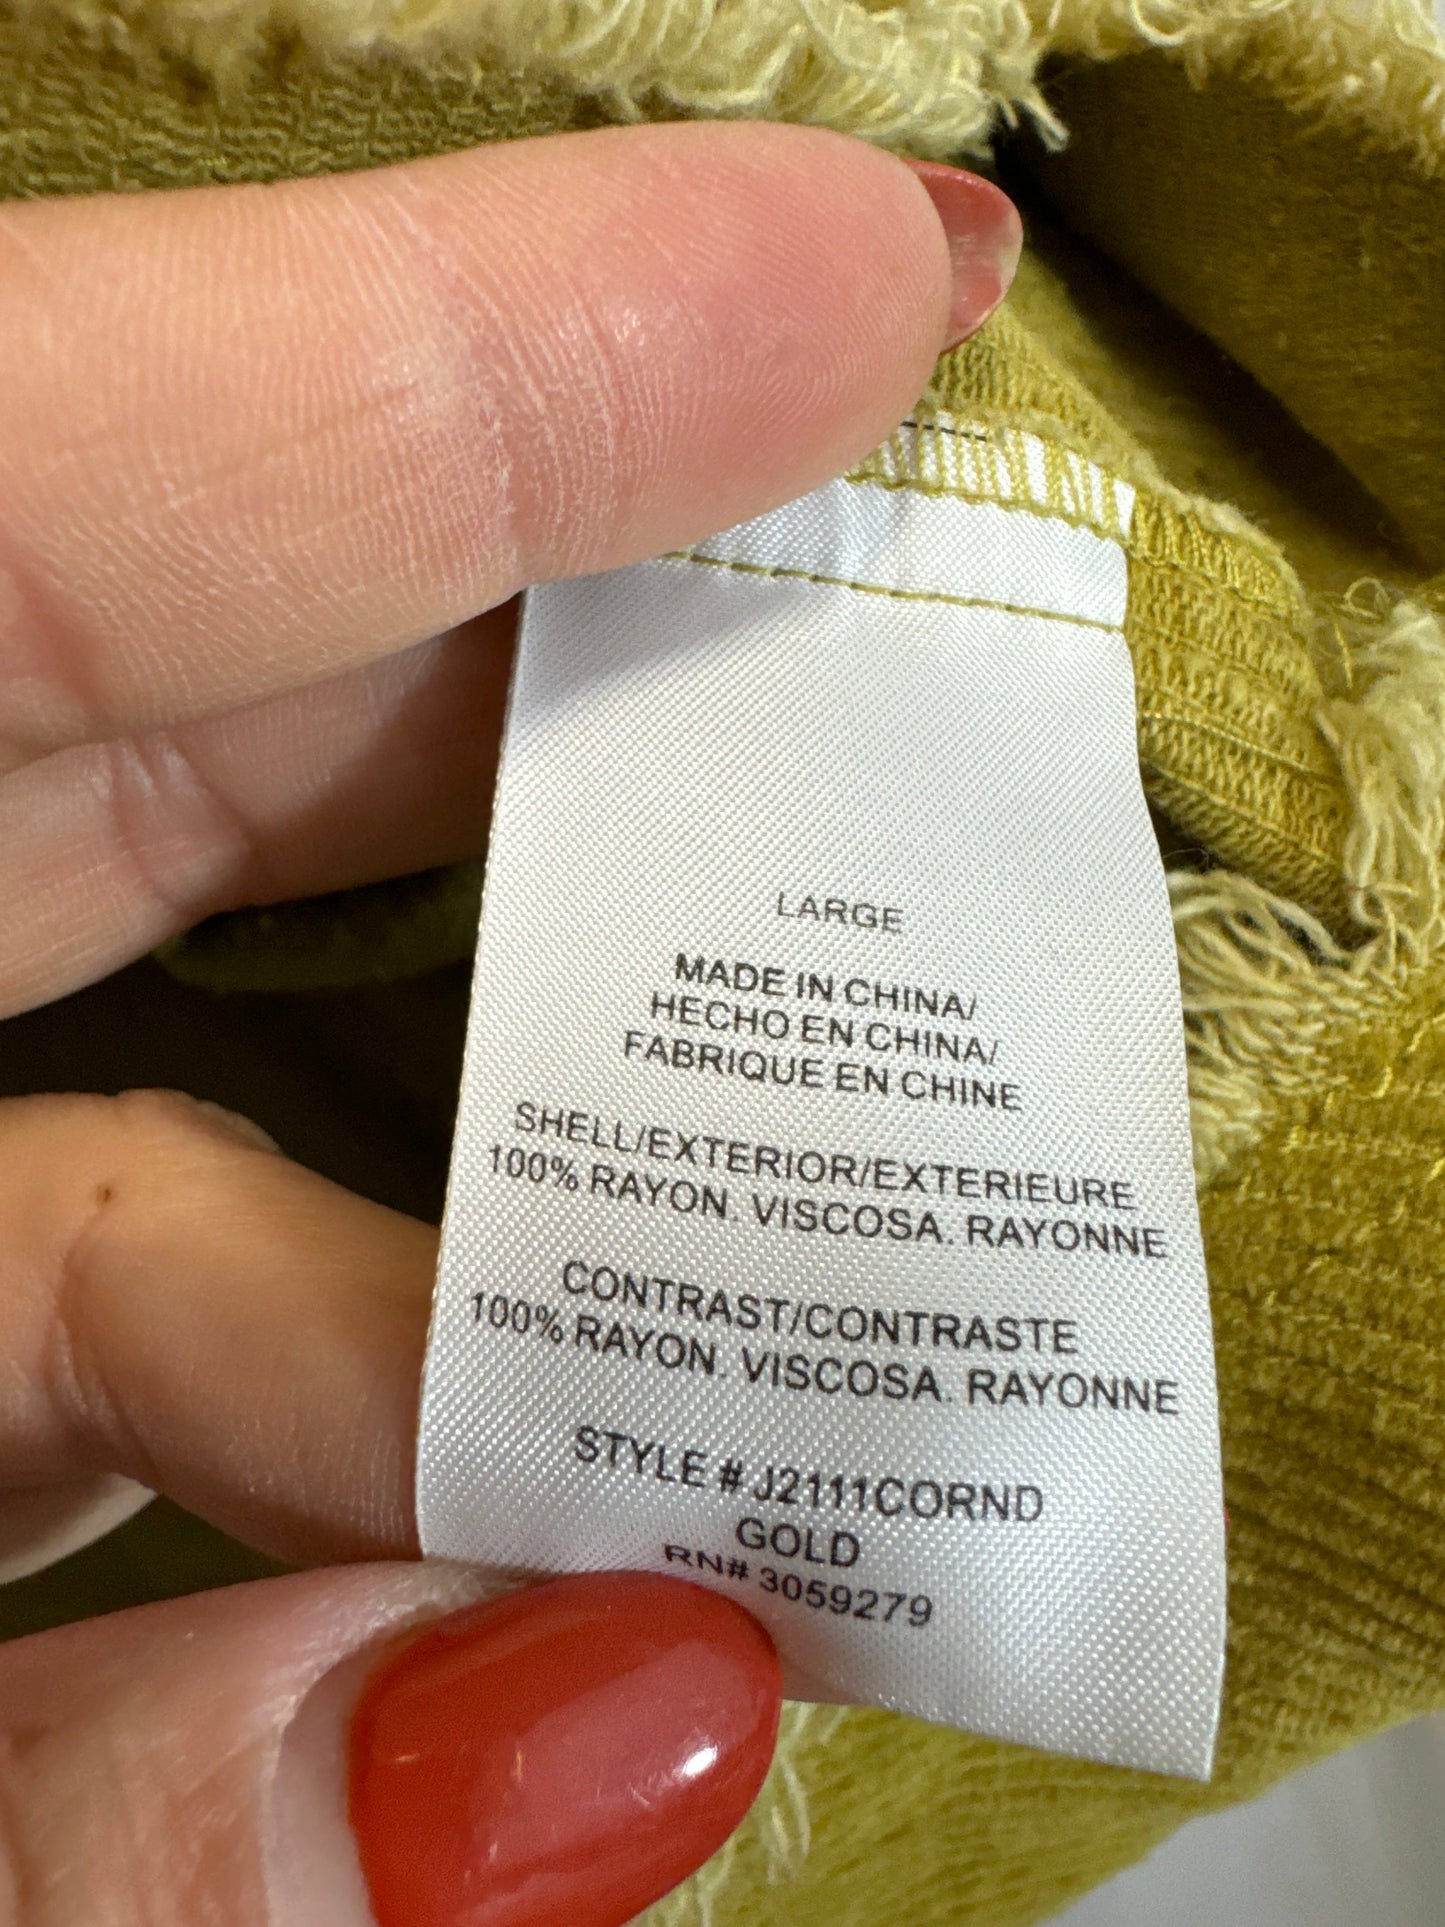 LARGE
MADE IN CHINA/
HECHO EN CHINA/
FABRIQUE EN CHINE
SHELL/EXTERIOR/EXTERIEURE
100% RAYON. VISCOSA. RAYONNE
CONTRAST/CONTRASTE
100% RAYON. VISCOSA. RAYONNE
STYLE # J2111CORND
GOLD
RN# 3059279